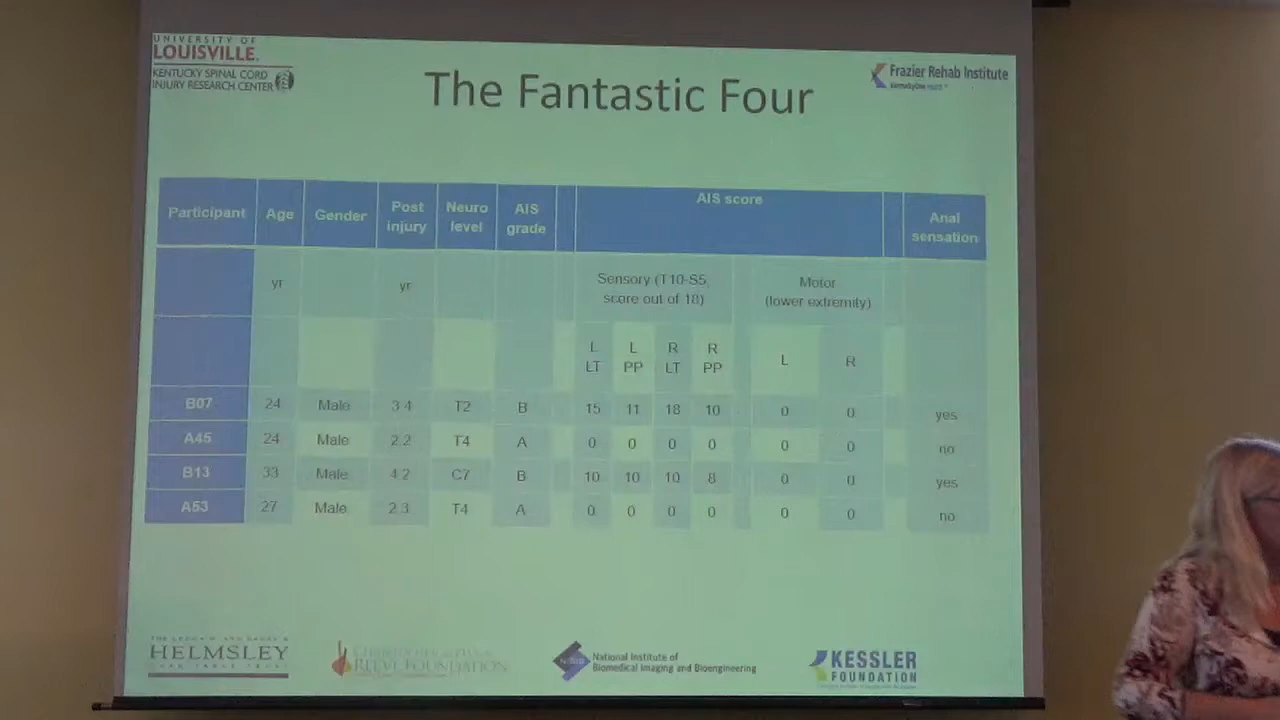 UNIVERSITY OF
LOUISVILLE.
KENTUCKY SPINAL CORD
INJURY RESEARCH CENTER
The Fantastic Four
Frazier Rehab Institute
Participant Age Gender Post injury Neuro level AIS grade AIS score Anal sensation
yr yr Sensory (T10-S5, score out of 18) Motor (lower extremity)
L LT L PP R LT R PP L R
B07 24 Male 3.4 T2 B 15 11 18 10 0 0 yes
A45 24 Male 2.2 T4 A 0 0 0 0 0 0 no
B13 33 Male 4.2 C7 B 10 10 10 8 0 0 yes
A53 27 Male 2.3 T4 A 0 0 0 0 0 0 no
HELMSLEY
REEVE FOUNDATION
National Institute of
Biomedical Imaging and Bioengineering
KESSLER
FOUNDATION